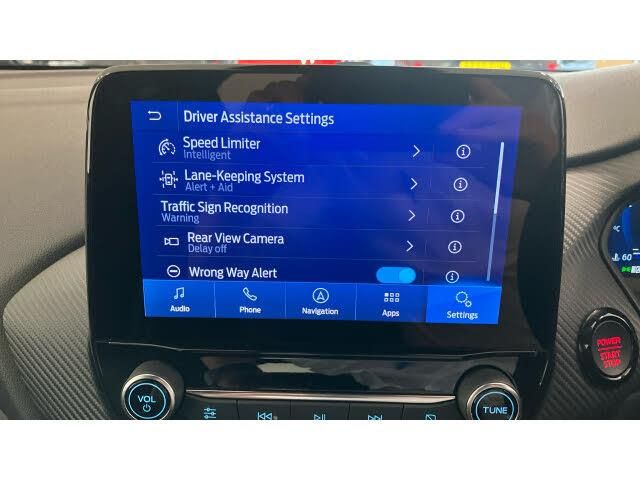 Driver Assistance Settings
Speed Limiter
Intelligent
Lane-Keeping System
Alert + Aid
Traffic Sign Recognition
Warning
Rear View Camera
Delay off
Wrong Way Alert
Audio
Phone
Navigation
Apps
Settings
VOL
TUNE
POWER
START
STOP
60